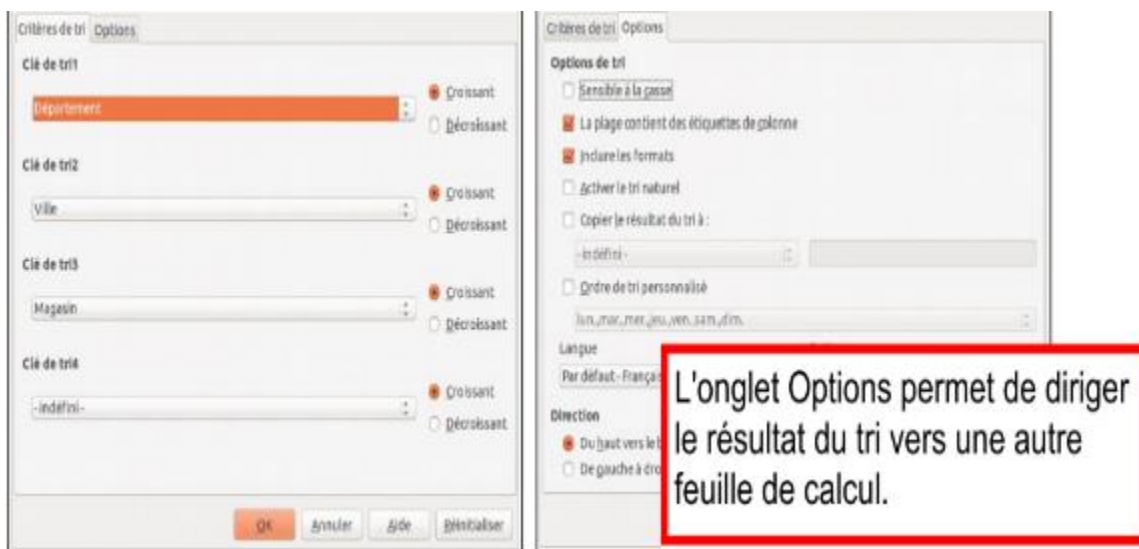 Critères de tri Options
Clé de tri1
Département
Croissant
Décroissant
Clé de tri2
Ville
Croissant
Décroissant
Clé de tri3
Magasin
Croissant
Décroissant
Clé de tri4
- indéfini -
Croissant
Décroissant
OK Annuler Aide Réinitialiser
Critères de tri Options
Options de tri
Sensible à la casse
La plage contient des étiquettes de colonne
Inclure les formats
Activer le tri naturel
Copier le résultat du tri à :
- indéfini -
Ordre de tri personnalisé
lun.,mar.,mer.,jeu.,ven.,sam.,dim.
Langue
Par défaut - Françai
Direction
Du haut vers le b
De gauche à dro
L'onglet Options permet de diriger
le résultat du tri vers une autre
feuille de calcul.